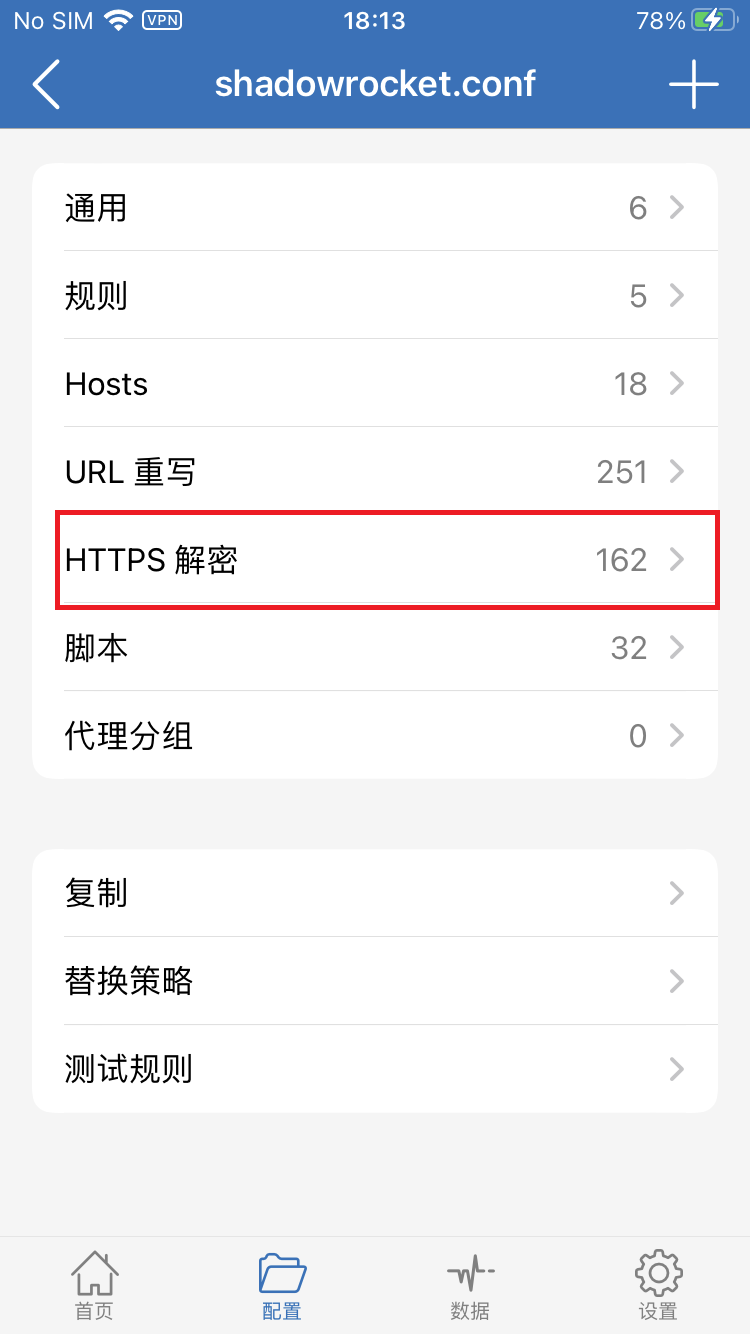 No SIM VPN 18:13 78%
shadowrocket.conf
通用 6
规则 5
Hosts 18
URL 重写 251
HTTPS 解密 162
脚本 32
代理分组 0
复制
替换策略
测试规则
首页 配置 数据 设置